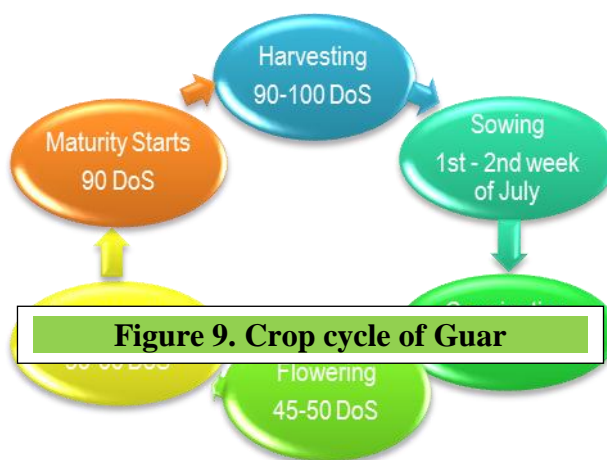 Harvesting
90-100 DoS
Sowing
1st - 2nd week
of July
Maturity Starts
90 DoS
Figure 9. Crop cycle of Guar
Flowering
45-50 DoS